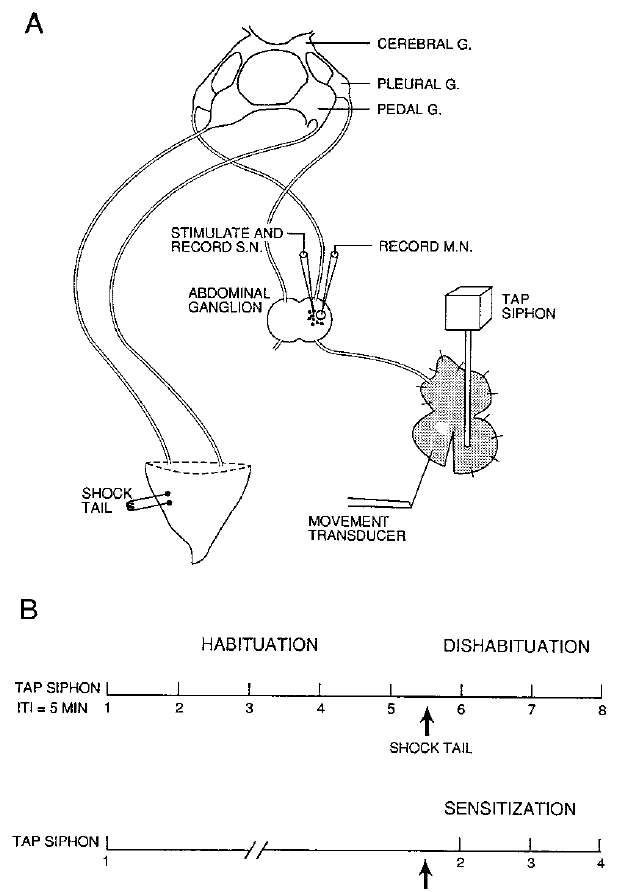 A
CEREBRAL G.
PLEURAL G.
PEDAL G.
STIMULATE AND
RECORD S.N.
RECORD M.N.
ABDOMINAL
GANGLION
TAP
SIPHON
SHOCK
TAIL
MOVEMENT
TRANSDUCER
B
HABITUATION DISHABITUATION
TAP SIPHON
ITI = 5 MIN 1 2 3 4 5 6 7 8
SHOCK TAIL
SENSITIZATION
TAP SIPHON
1 2 3 4